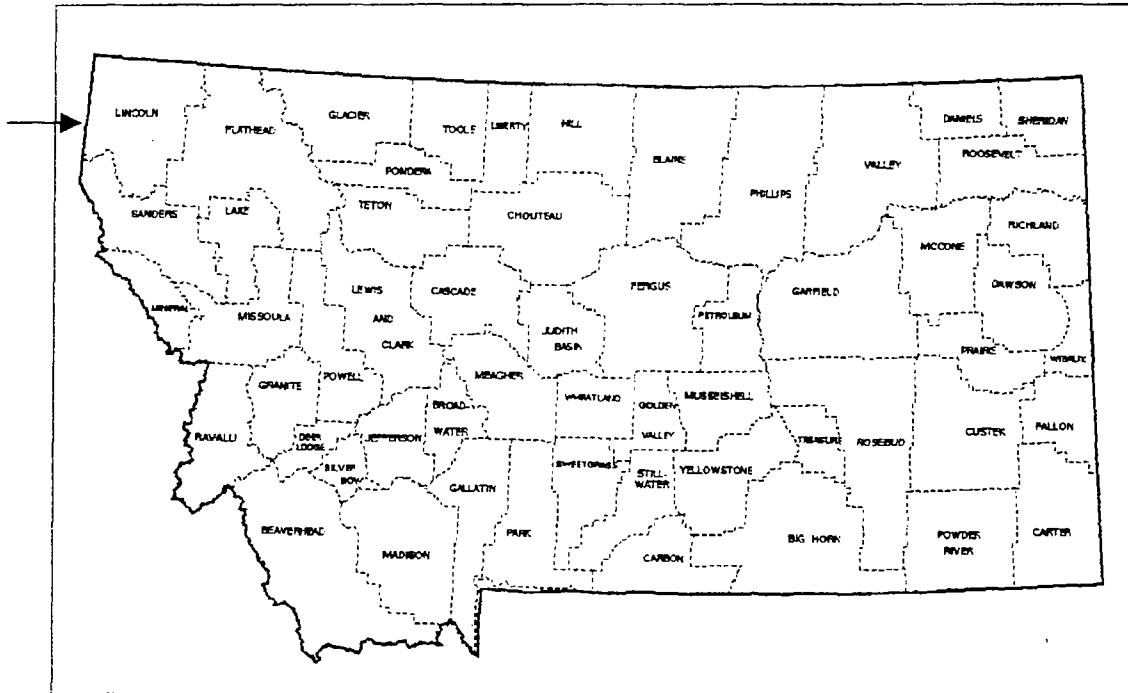 LINCOLN
FLATHEAD
GLACIER
TOOLE
LIBERTY
HILL
BLAINE
PHILLIPS
VALLEY
DANIELS
SHERIDAN
ROOSEVELT
PONDERA
SANDERS
LAKE
TETON
CHOUTEAU
RICHLAND
MCCONE
MINERAL
MISSOULA
LEWIS
AND
CLARK
CASCADE
JUDITH
BASIN
FERGUS
PETROLEUM
GARFIELD
DAWSON
PRAIRIE
WIBAUX
GRANITE
POWELL
MEAGHER
BROAD
WATER
WHEATLAND
GOLDEN
VALLEY
MUSSELSHELL
RAVALLI
DEER
LODGE
JEFFERSON
SILVER
BOW
GALLATIN
SWEETGRASS
STILL
WATER
YELLOWSTONE
TREASURE
ROSEBUD
CUSTER
FALLON
BEAVERHEAD
MADISON
PARK
CARBON
BIG HORN
POWDER
RIVER
CARTER